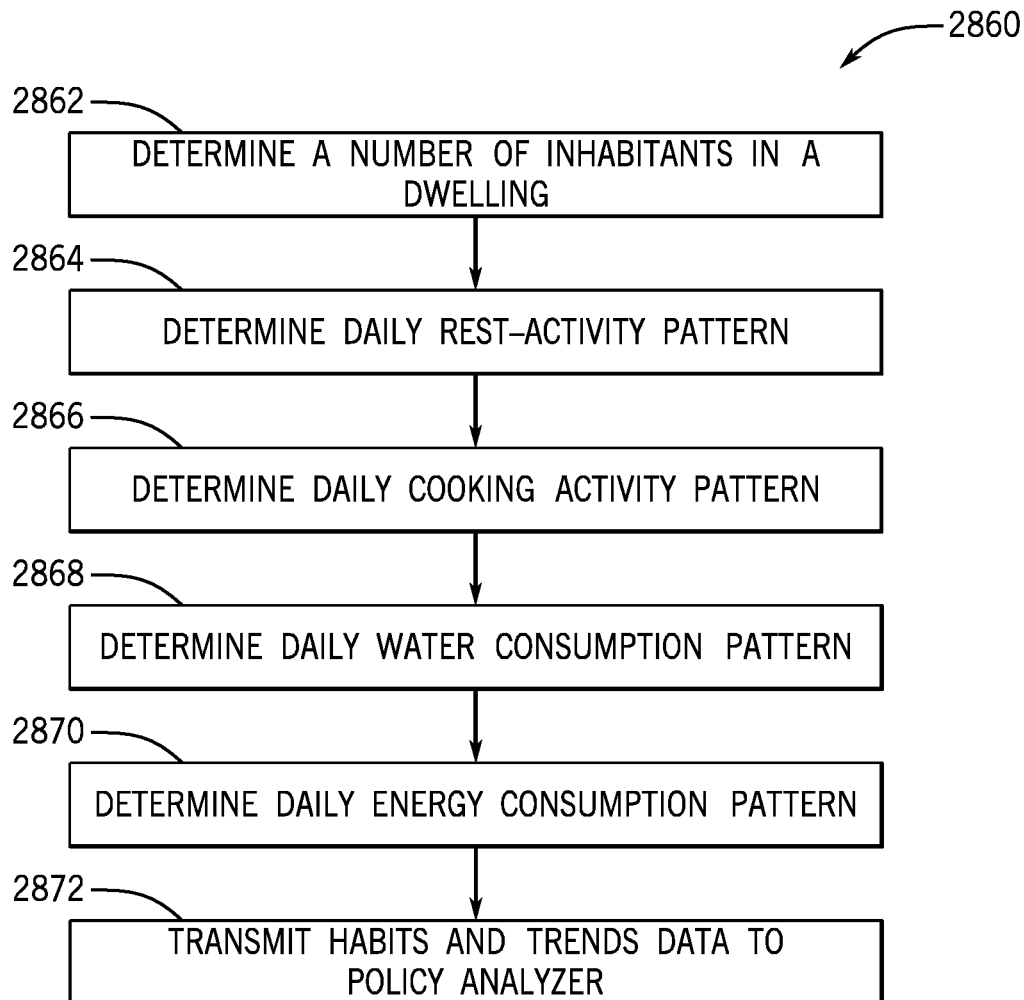 2860
2862
DETERMINE A NUMBER OF INHABITANTS IN A
DWELLING
2864
DETERMINE DAILY REST–ACTIVITY PATTERN
2866
DETERMINE DAILY COOKING ACTIVITY PATTERN
2868
DETERMINE DAILY WATER CONSUMPTION PATTERN
2870
DETERMINE DAILY ENERGY CONSUMPTION PATTERN
2872
TRANSMIT HABITS AND TRENDS DATA TO
POLICY ANALYZER